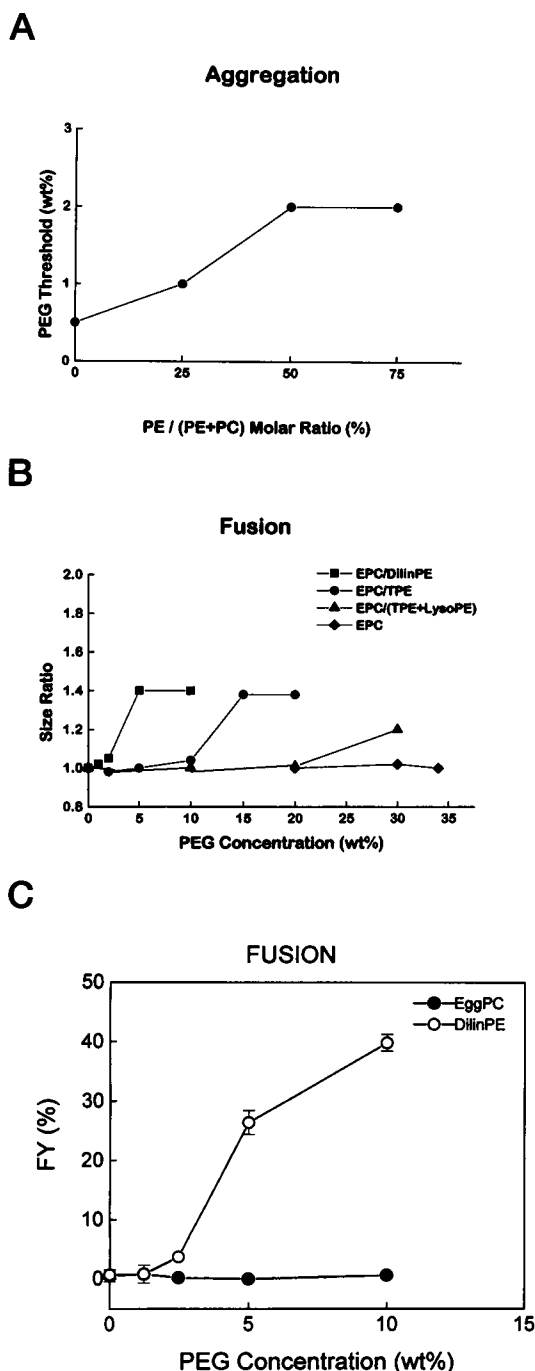 A
Aggregation
PEG Threshold (wt%)
3
2
1
0
0 25 50 75
PE / (PE+PC) Molar Ratio (%)
B
Fusion
EPC/DilinPE
EPC/TPE
EPC/(TPE+LysoPE)
EPC
Size Ratio
2.0
1.8
1.6
1.4
1.2
1.0
0.8
0 5 10 15 20 25 30 35
PEG Concentration (wt%)
C
FUSION
EggPC
DilinPE
FY (%)
50
40
30
20
10
0
0 5 10 15
PEG Concentration (wt%)